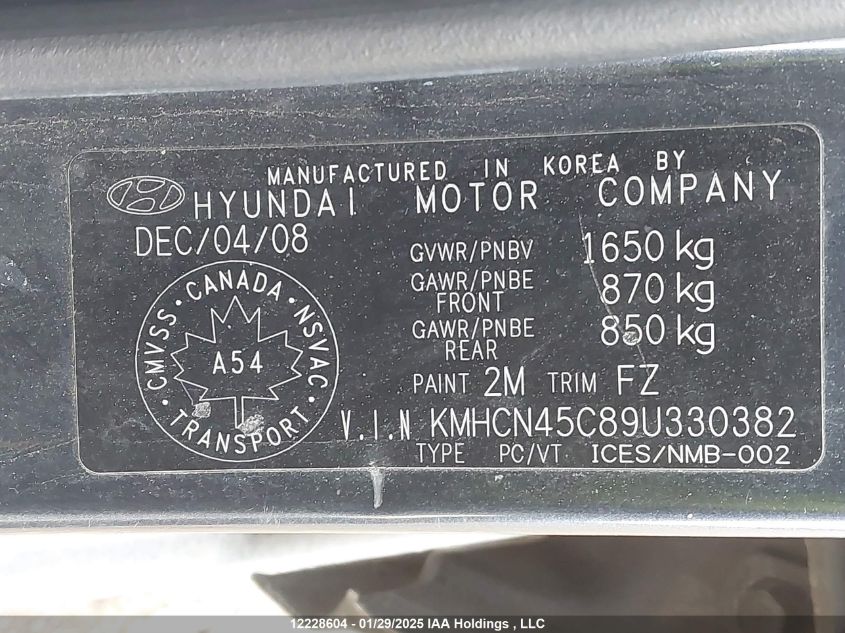 MANUFACTURED IN KOREA BY
HYUNDAI MOTOR COMPANY
DEC/04/08
GVWR/PNBV 1650 kg
GAWR/PNBE FRONT 870 kg
GAWR/PNBE REAR 850 kg
PAINT 2M TRIM FZ
CMVSS · CANADA · NSVAC · TRANSPORT ·
A54
V.I.N KMHCN45C89U330382
TYPE PC/VT ICES/NMB-002
12228604 - 01/29/2025 IAA Holdings , LLC